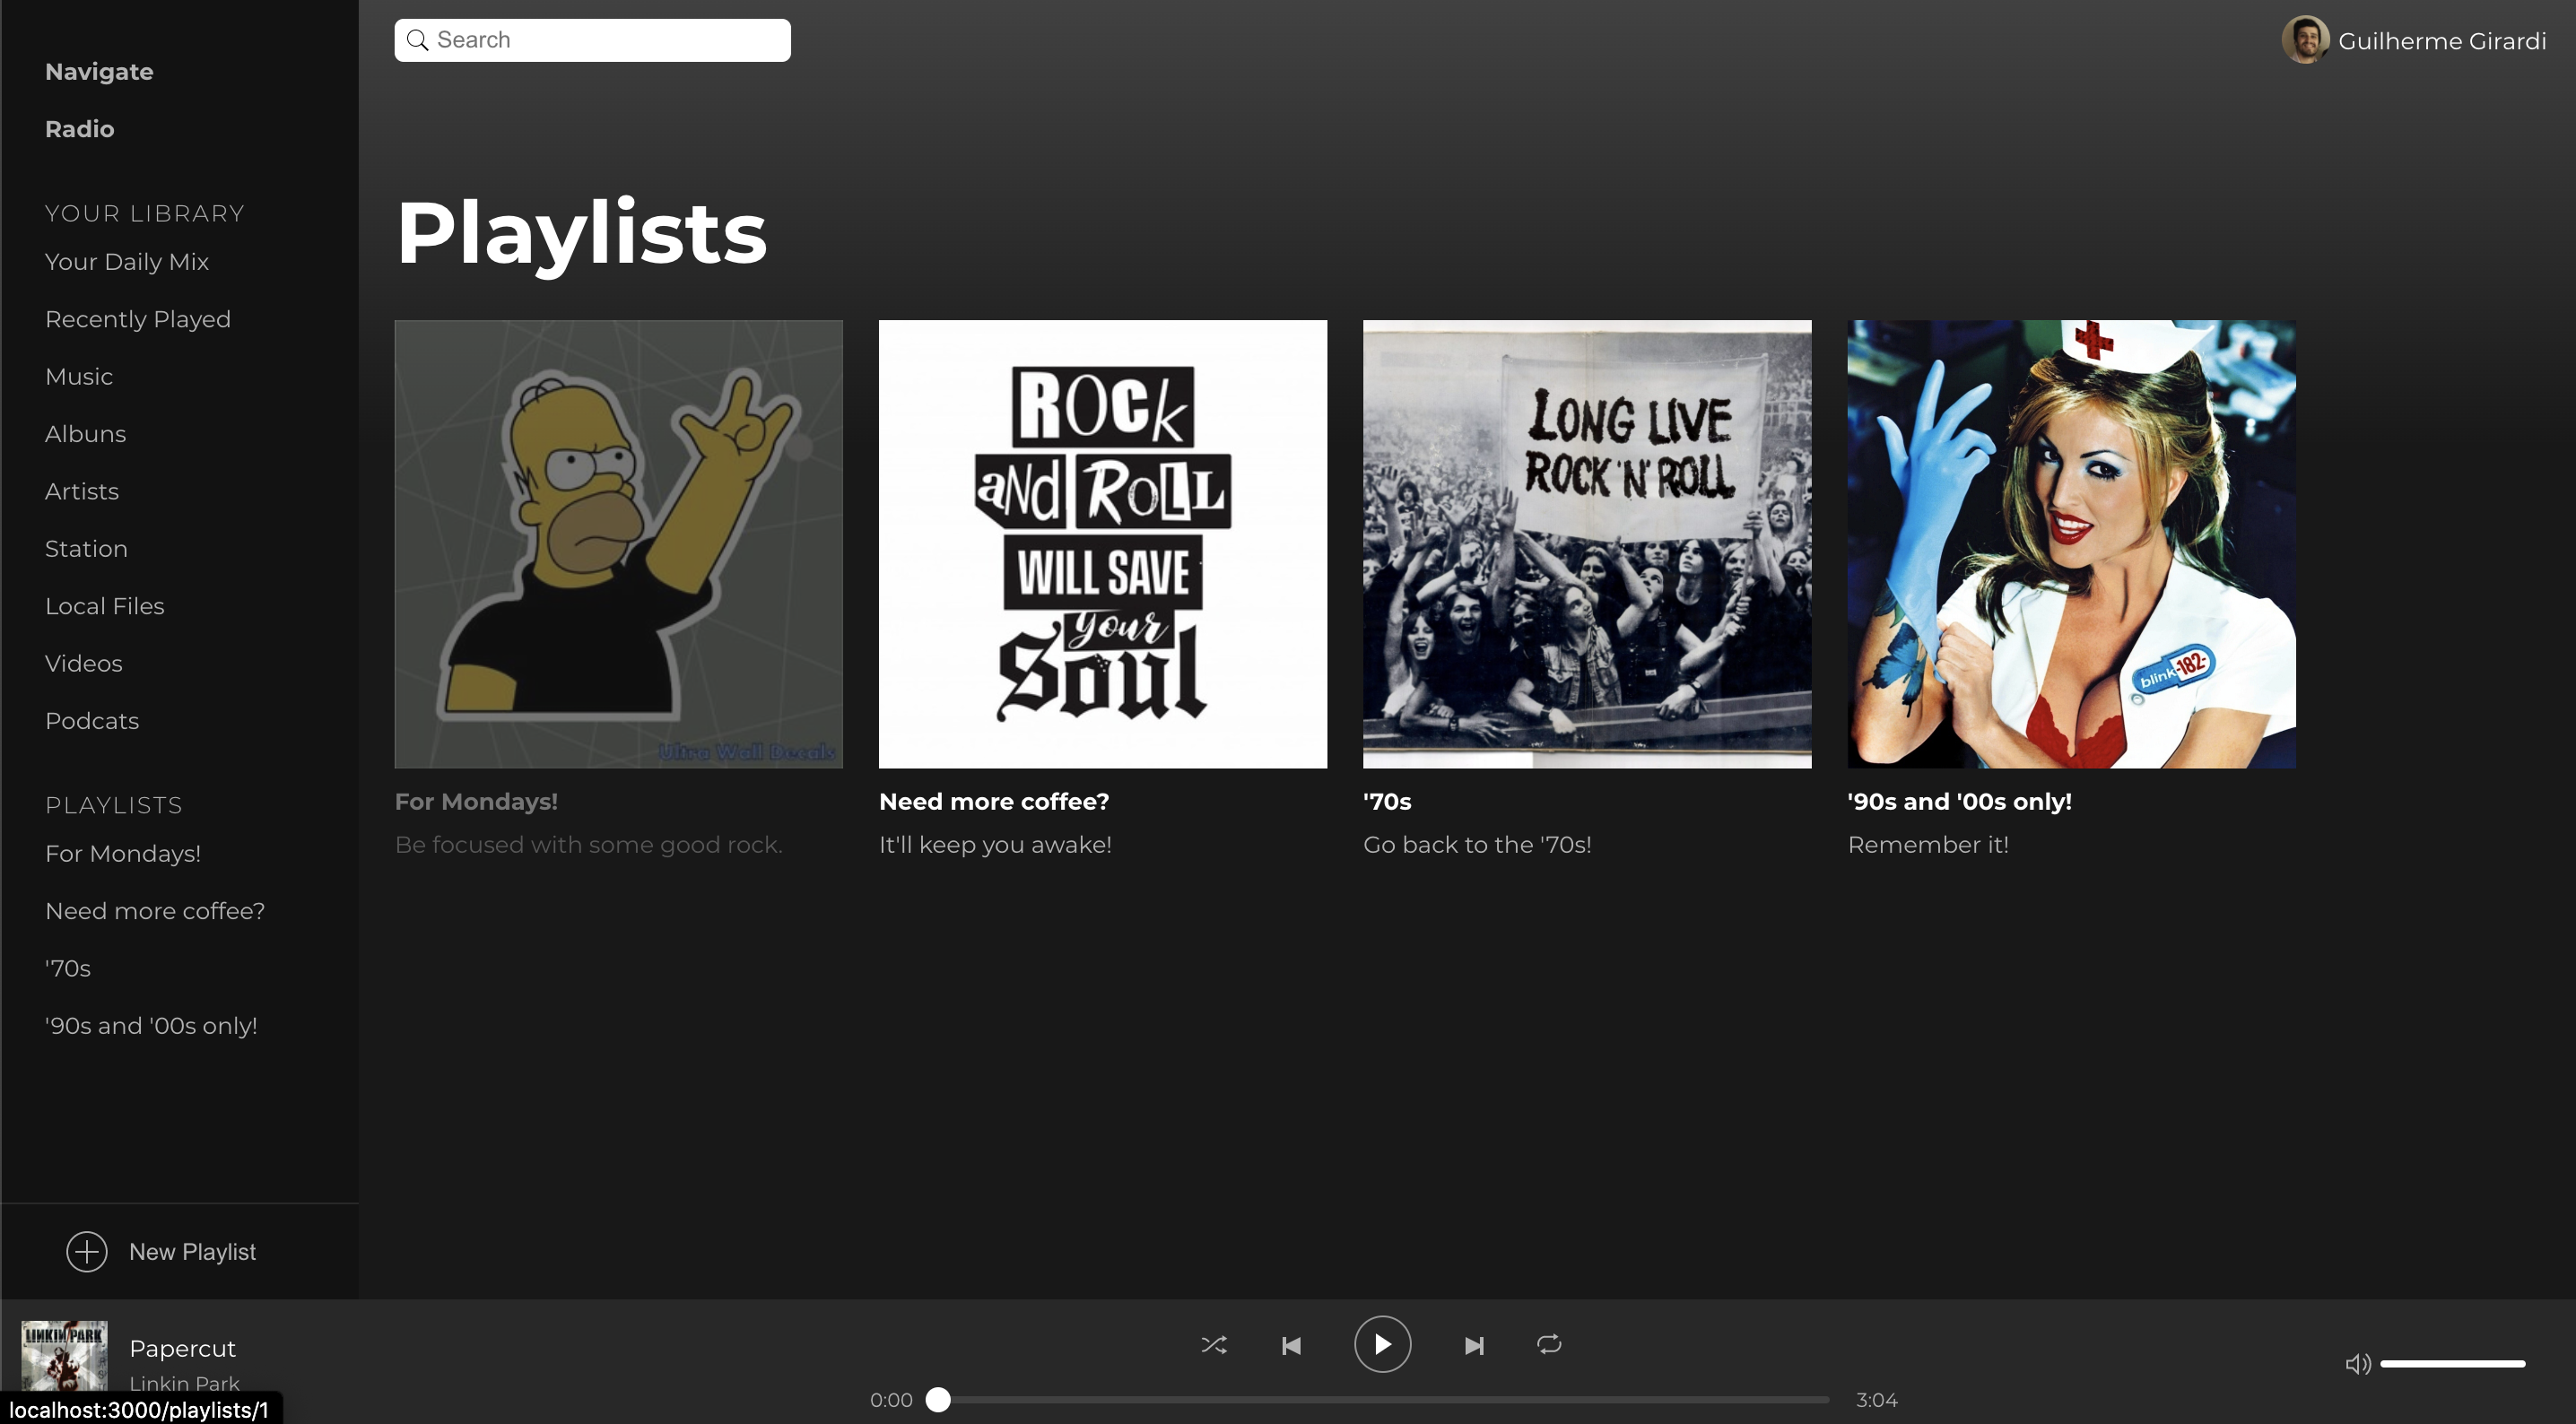 Navigate
Radio
YOUR LIBRARY
Your Daily Mix
Recently Played
Music
Albuns
Artists
Station
Local Files
Videos
Podcats
PLAYLISTS
For Mondays!
Need more coffee?
'70s
'90s and '00s only!
New Playlist
Search
Guilherme Girardi
Playlists
Ultra Wall Decals
ROCk
aNd RoLL
WILL SAVE
your
Soul
LONG LIVE
ROCK 'N' ROLL
blink-182-
For Mondays!
Be focused with some good rock.
Need more coffee?
It'll keep you awake!
'70s
Go back to the '70s!
'90s and '00s only!
Remember it!
LINKIN PARK
Papercut
Linkin Park
0:00
3:04
localhost:3000/playlists/1